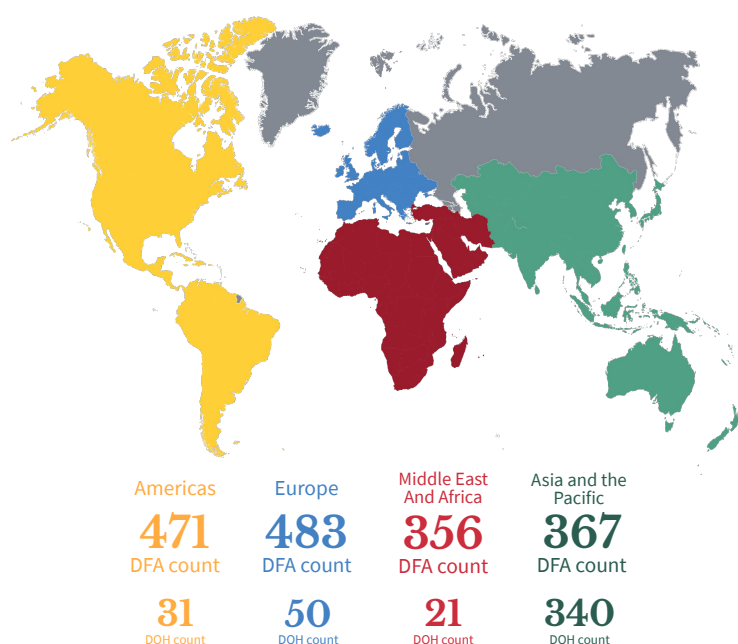 Americas
471
DFA count
31
DOH count
Europe
483
DFA count
50
DOH count
Middle East
And Africa
356
DFA count
21
DOH count
Asia and the
Pacific
367
DFA count
340
DOH count